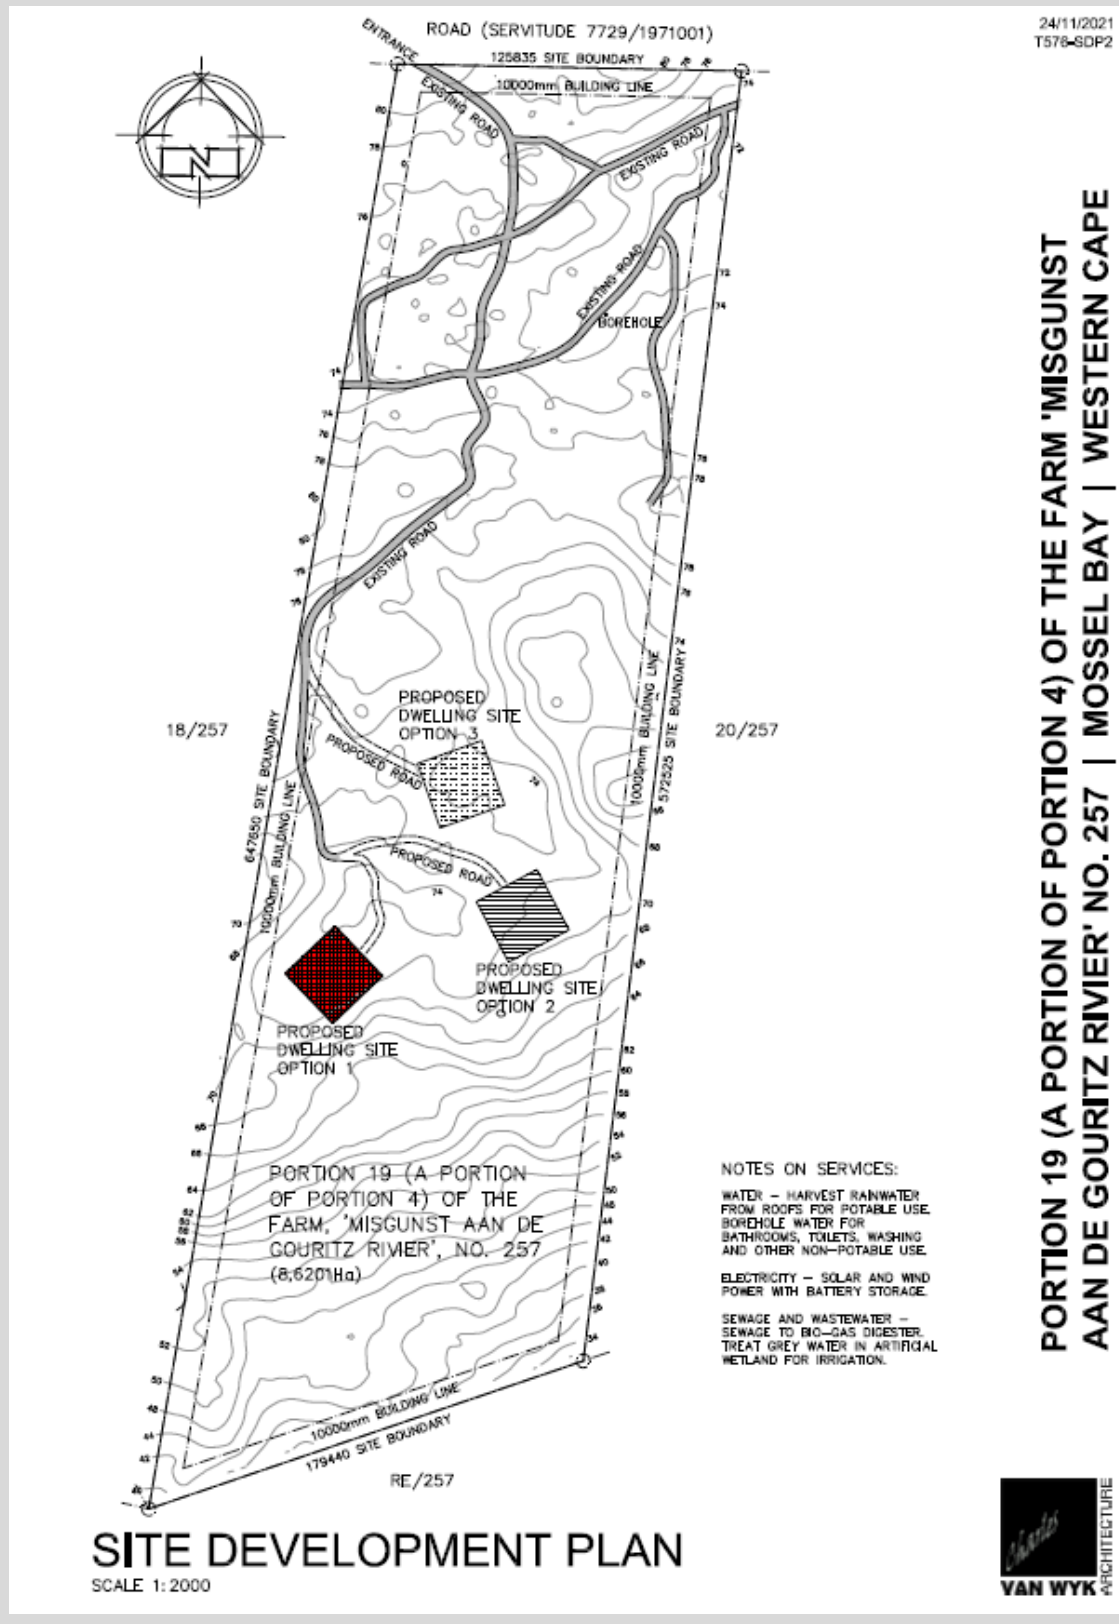 24/11/2021
T576-SDP2
ROAD (SERVITUDE 7729/1971001)
ENTRANCE
125835 SITE BOUNDARY
10000mm BUILDING LINE
EXISTING ROAD
EXISTING ROAD
EXISTING ROAD
BOREHOLE
EXISTING ROAD
N
18/257
20/257
647650 SITE BOUNDARY
10000mm BUILDING LINE
10000mm BUILDING LINE
572525 SITE BOUNDARY
PROPOSED
DWELLING SITE
OPTION 3
PROPOSED ROAD
74
PROPOSED ROAD
74
PROPOSED
DWELLING SITE
OPTION 2
PROPOSED
DWELLING SITE
OPTION 1
PORTION 19 (A PORTION
OF PORTION 4) OF THE
FARM, 'MISGUNST AAN DE
GOURITZ RIVIER', NO. 257
(8,6201Ha)
NOTES ON SERVICES:
WATER - HARVEST RAINWATER
FROM ROOFS FOR POTABLE USE.
BOREHOLE WATER FOR
BATHROOMS, TOILETS, WASHING
AND OTHER NON-POTABLE USE.
ELECTRICITY - SOLAR AND WIND
POWER WITH BATTERY STORAGE.
SEWAGE AND WASTEWATER -
SEWAGE TO BIO-GAS DIGESTER.
TREAT GREY WATER IN ARTIFICIAL
WETLAND FOR IRRIGATION.
10000mm BUILDING LINE
179440 SITE BOUNDARY
RE/257
SITE DEVELOPMENT PLAN
SCALE 1:2000
PORTION 19 (A PORTION OF PORTION 4) OF THE FARM 'MISGUNST
AAN DE GOURITZ RIVIER' NO. 257 | MOSSEL BAY | WESTERN CAPE
Charles
VAN WYK
ARCHITECTURE